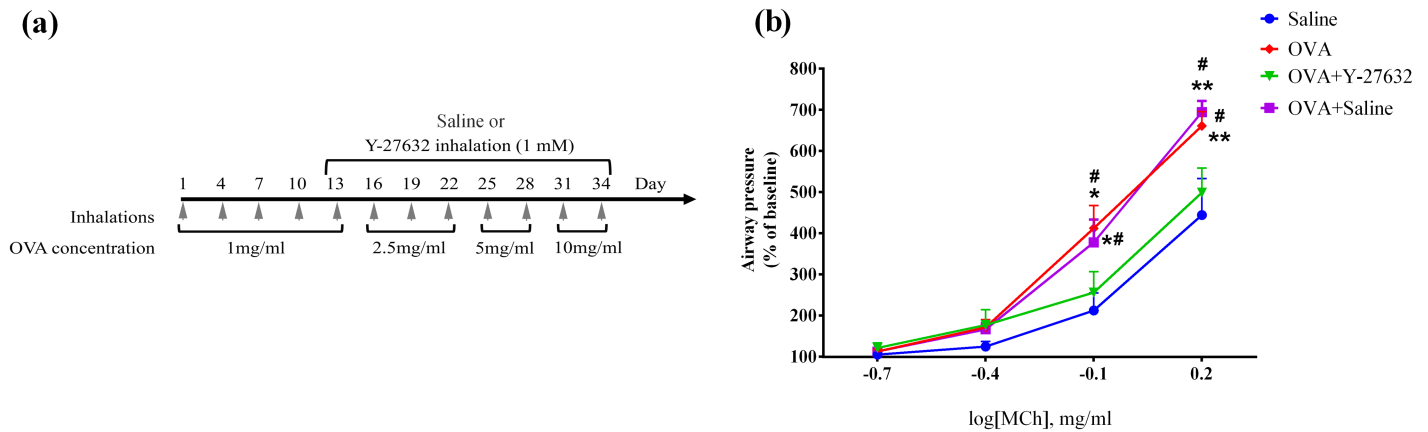 (a)
Saline or
Y-27632 inhalation (1 mM)
1 4 7 10 13 16 19 22 25 28 31 34 Day
Inhalations
OVA concentration
1mg/ml 2.5mg/ml 5mg/ml 10mg/ml
(b)
Saline
OVA
OVA+Y-27632
OVA+Saline
Airway pressure
(% of baseline)
800
700
600
500
400
300
200
100
#
**
#
**
#
*
*#
-0.7 -0.4 -0.1 0.2
log[MCh], mg/ml